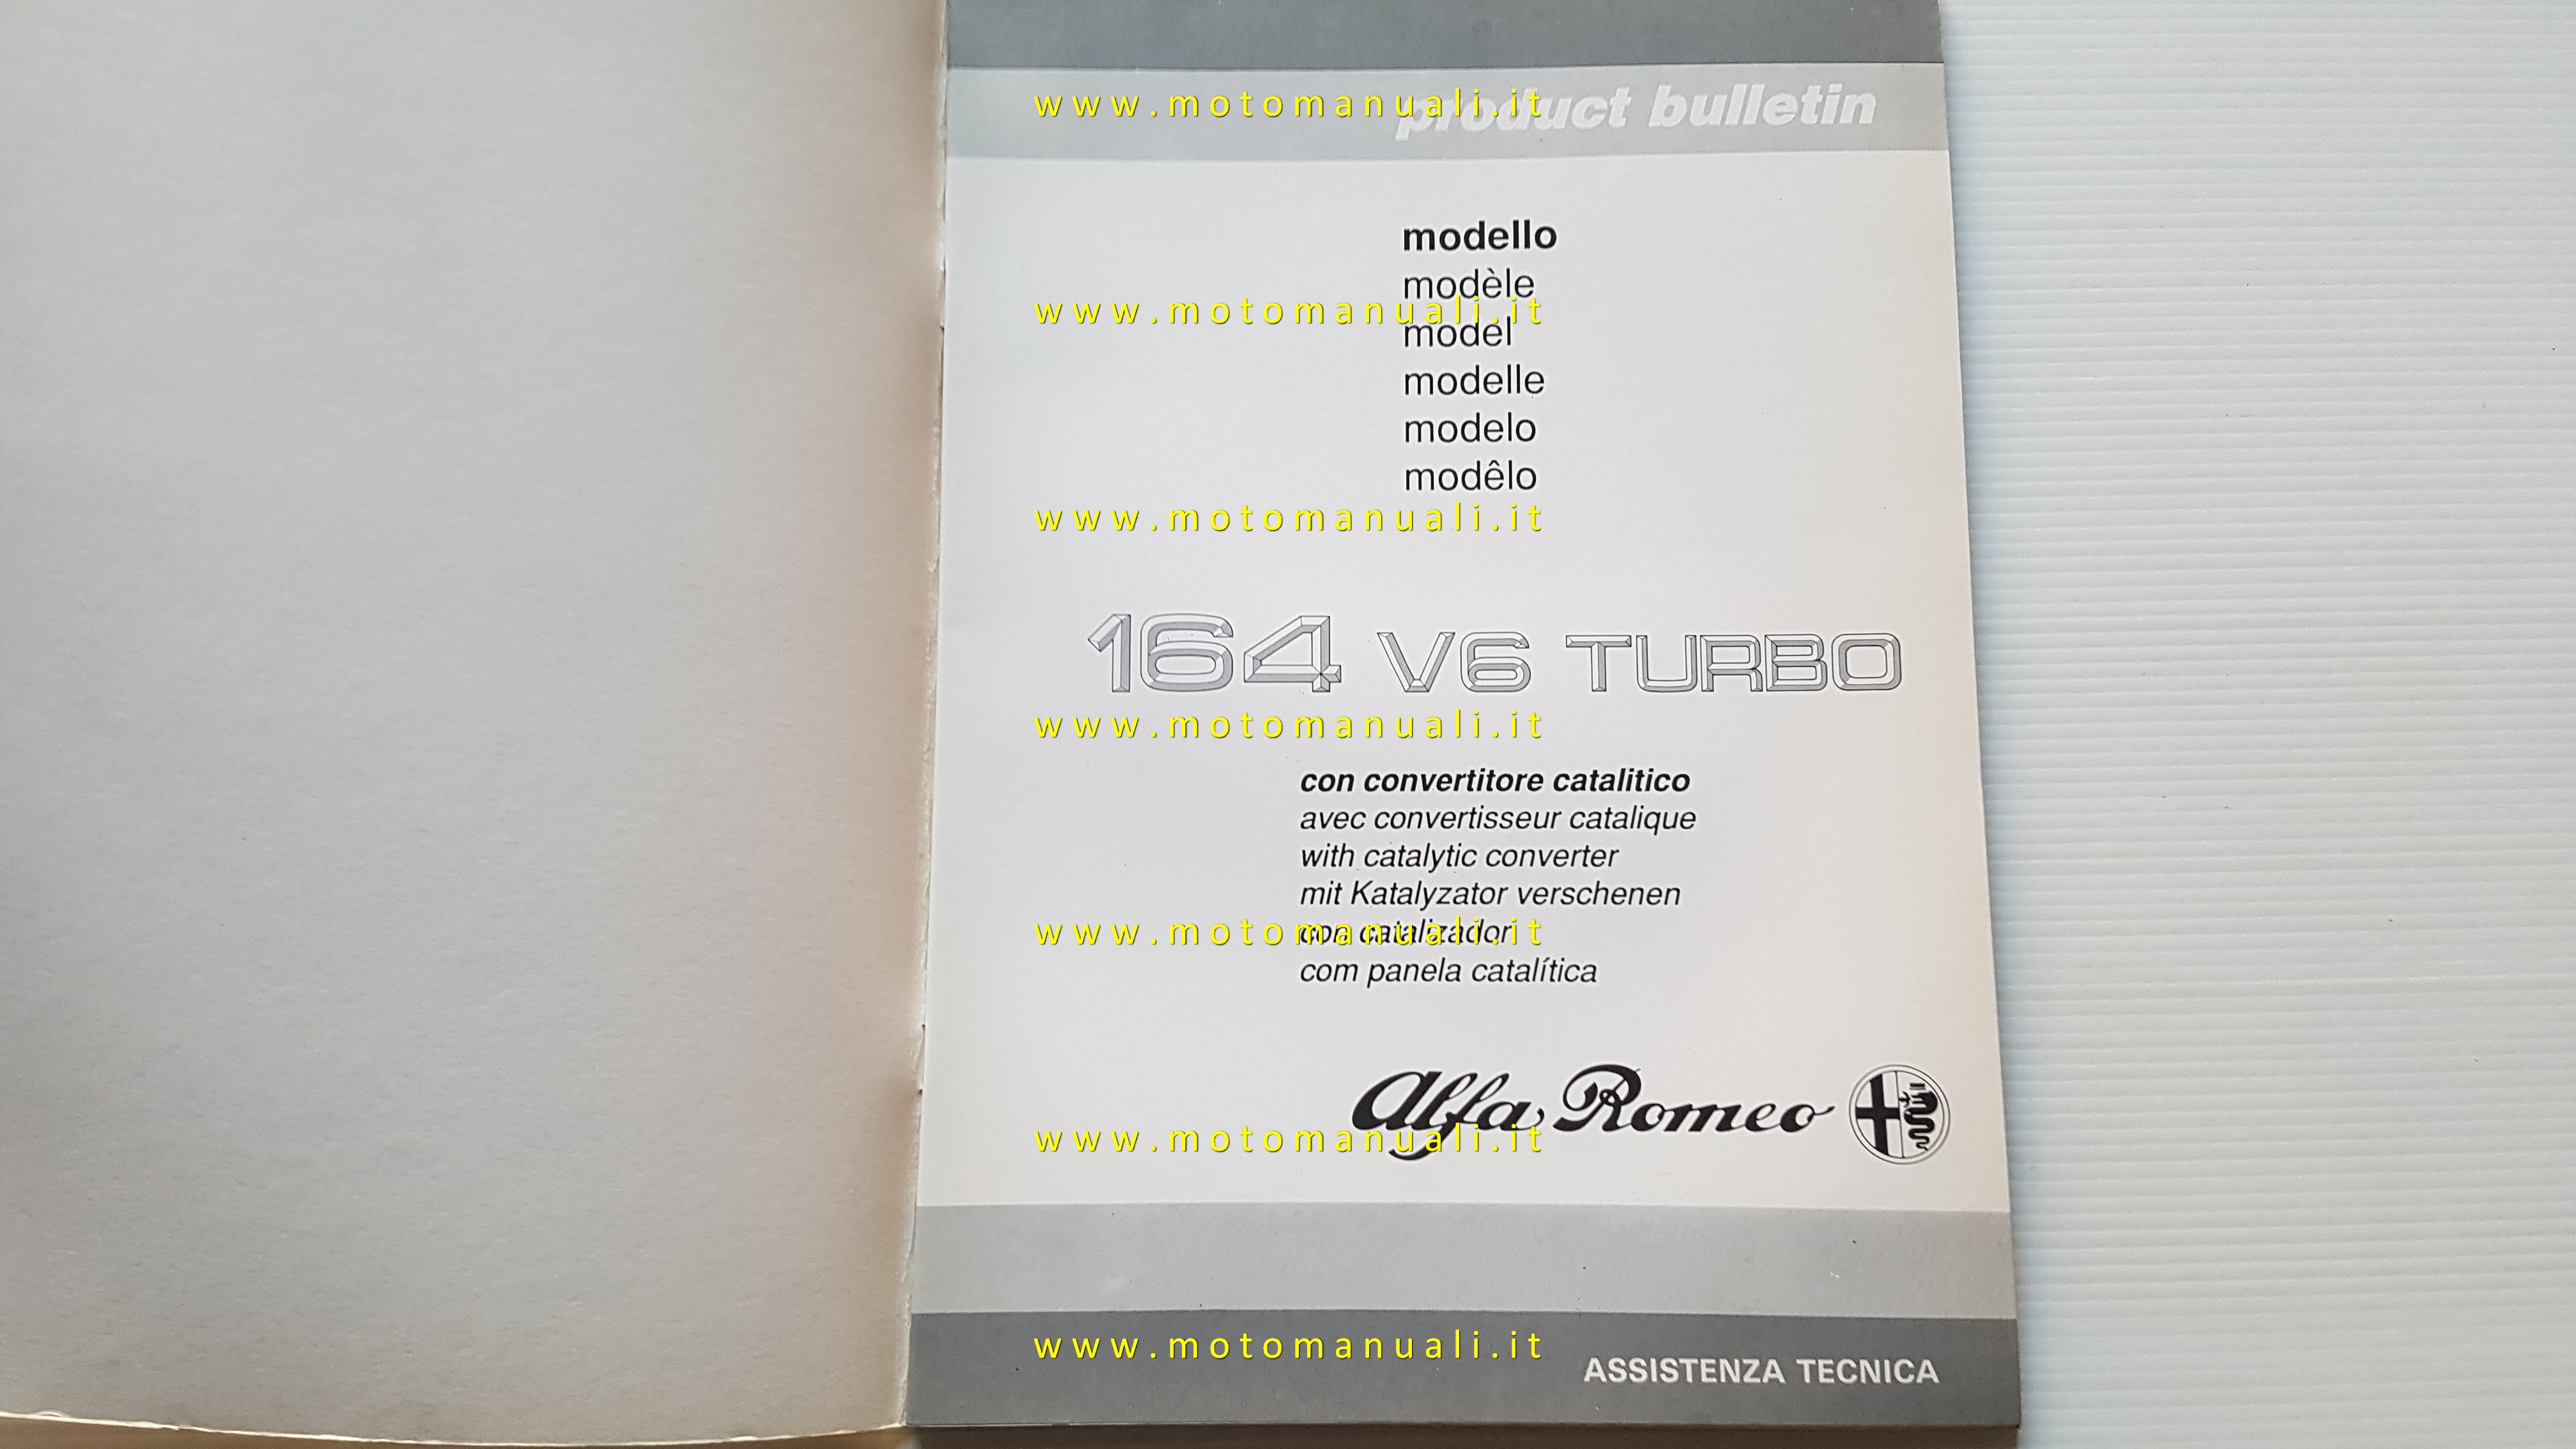 www.motomanuali.it
product bulletin
modello
modèle
www.motomanuali.it
model
modelle
modelo
modêlo
www.motomanuali.it
164 V6 TURBO
www.motomanuali.it
con convertitore catalitico
avec convertisseur catalique
with catalytic converter
mit Katalyzator verschenen
www.motomanuali.it
con catalizador
com panela catalítica
Alfa Romeo
www.motomanuali.it
www.motomanuali.it
ASSISTENZA TECNICA